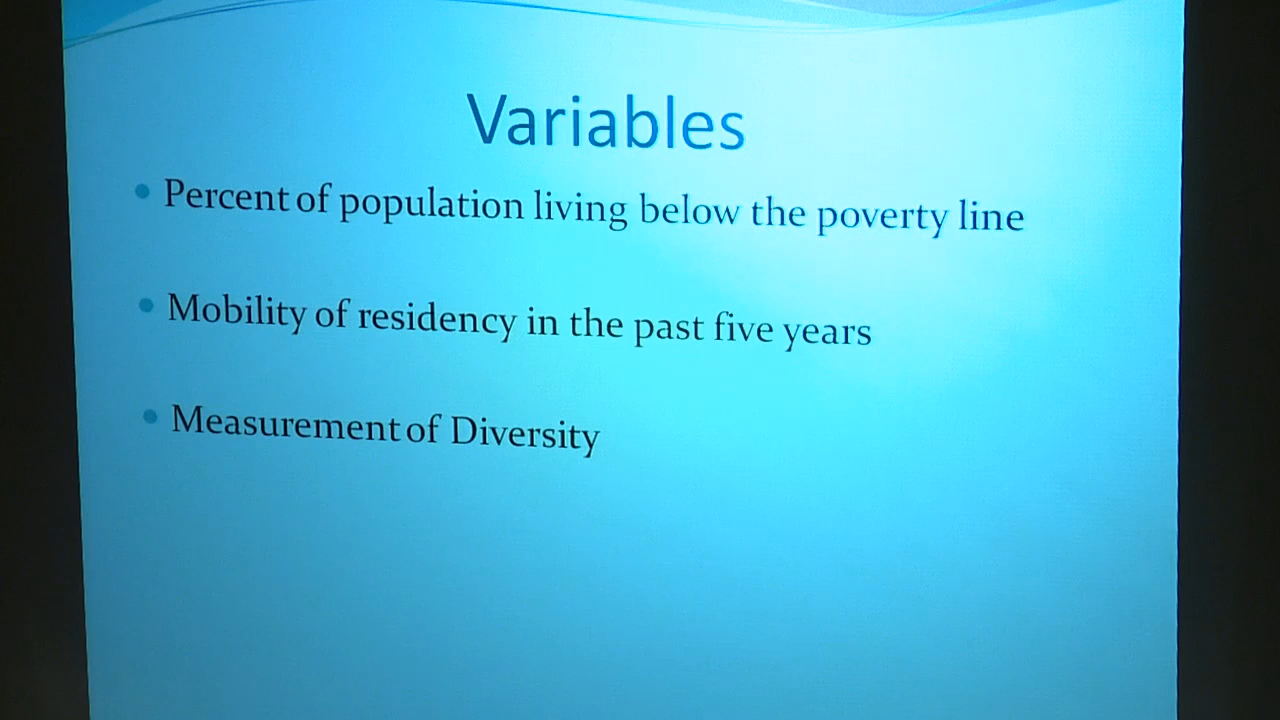 Variables
Percent of population living below the poverty line
Mobility of residency in the past five years
Measurement of Diversity